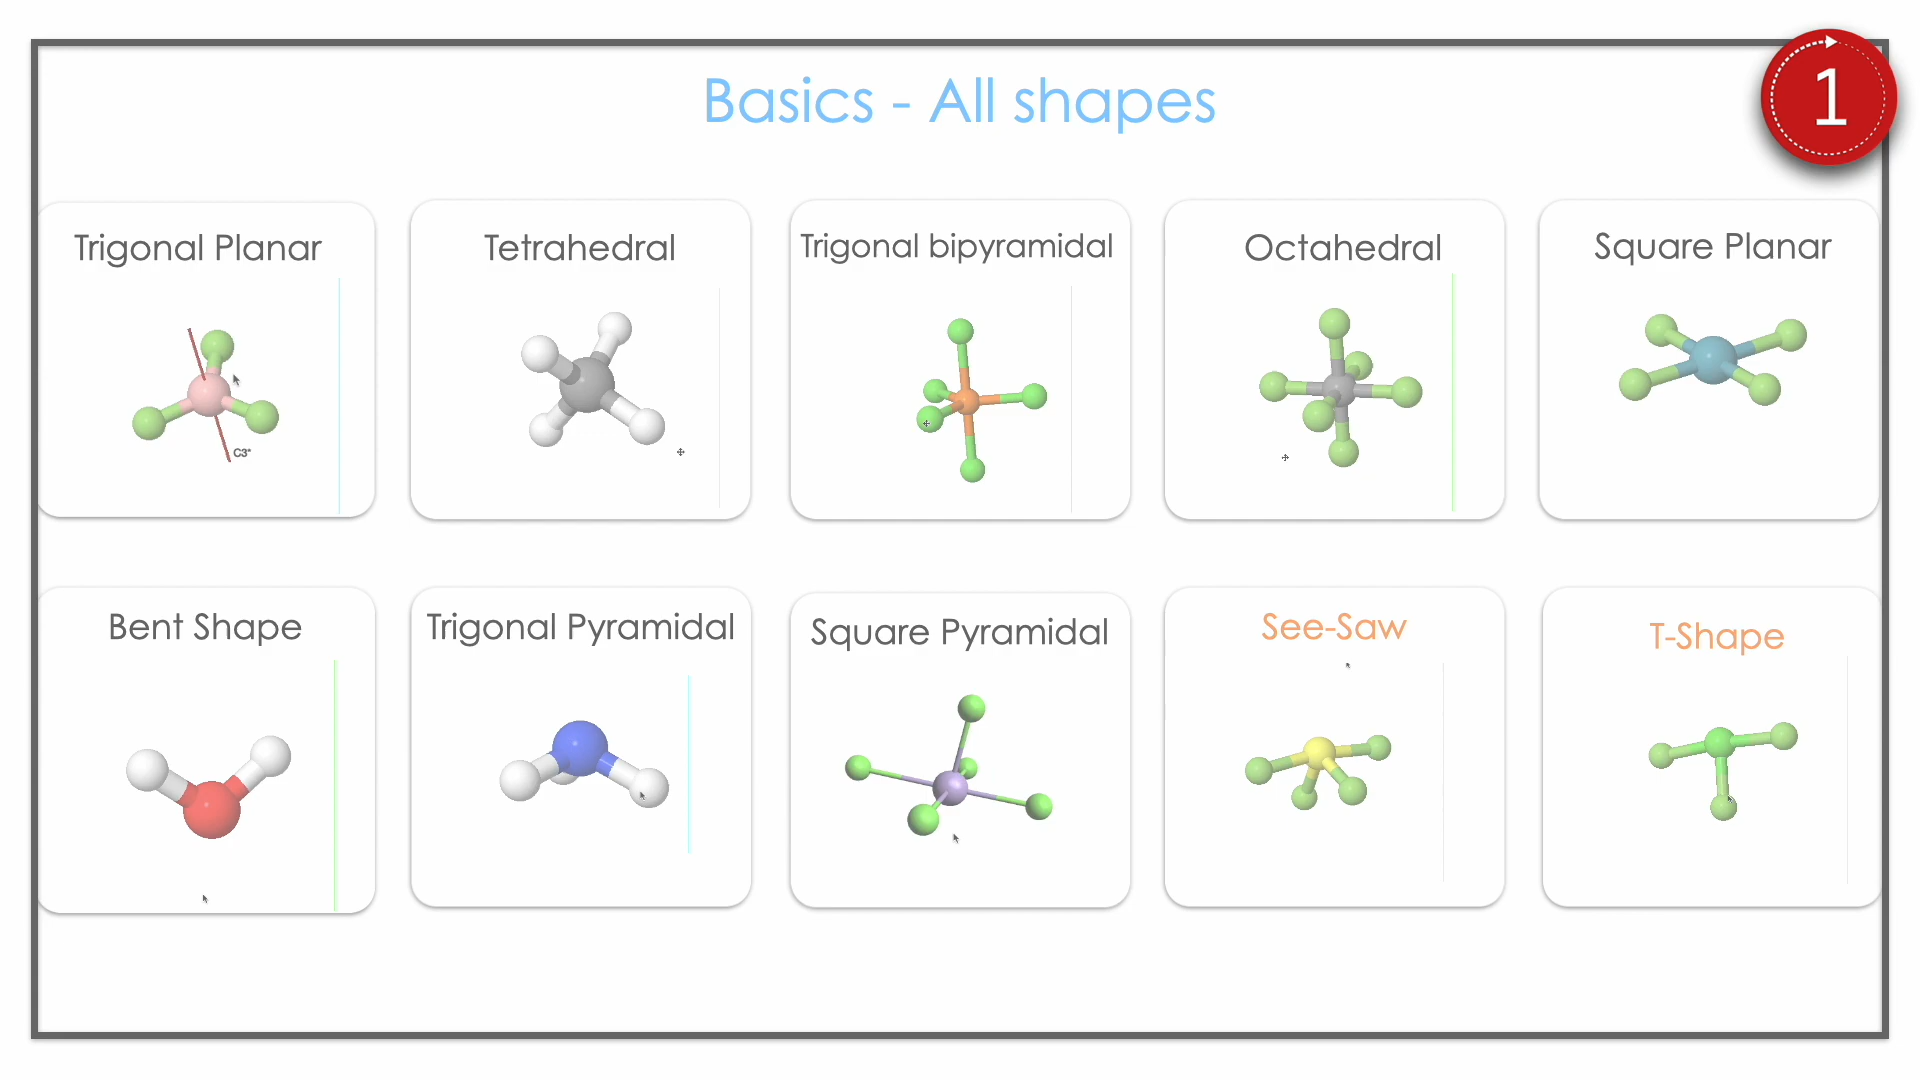 Basics - All shapes
1
Trigonal Planar
Tetrahedral
Trigonal bipyramidal
Octahedral
Square Planar
C3*
Bent Shape
Trigonal Pyramidal
Square Pyramidal
See-Saw
T-Shape